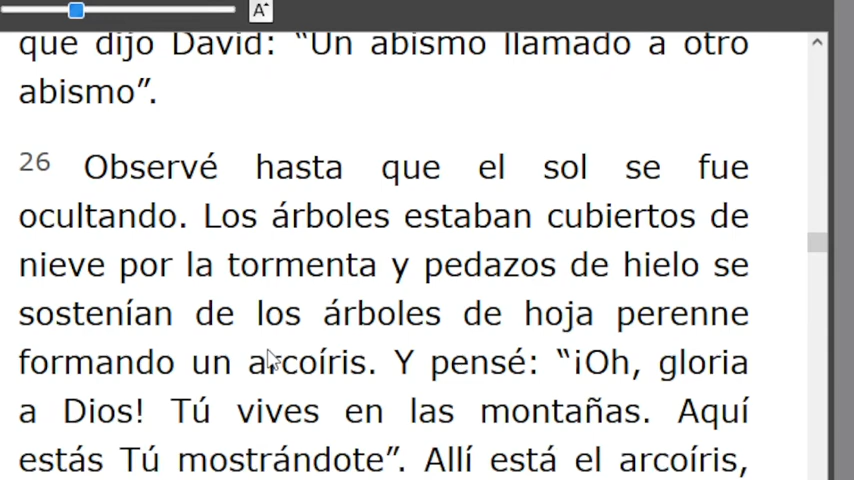 A^
que dijo David: “Un abismo llamado a otro
abismo”.
26 Observé hasta que el sol se fue
ocultando. Los árboles estaban cubiertos de
nieve por la tormenta y pedazos de hielo se
sostenían de los árboles de hoja perenne
formando un arcoíris. Y pensé: “¡Oh, gloria
a Dios! Tú vives en las montañas. Aquí
estás Tú mostrándote”. Allí está el arcoíris,